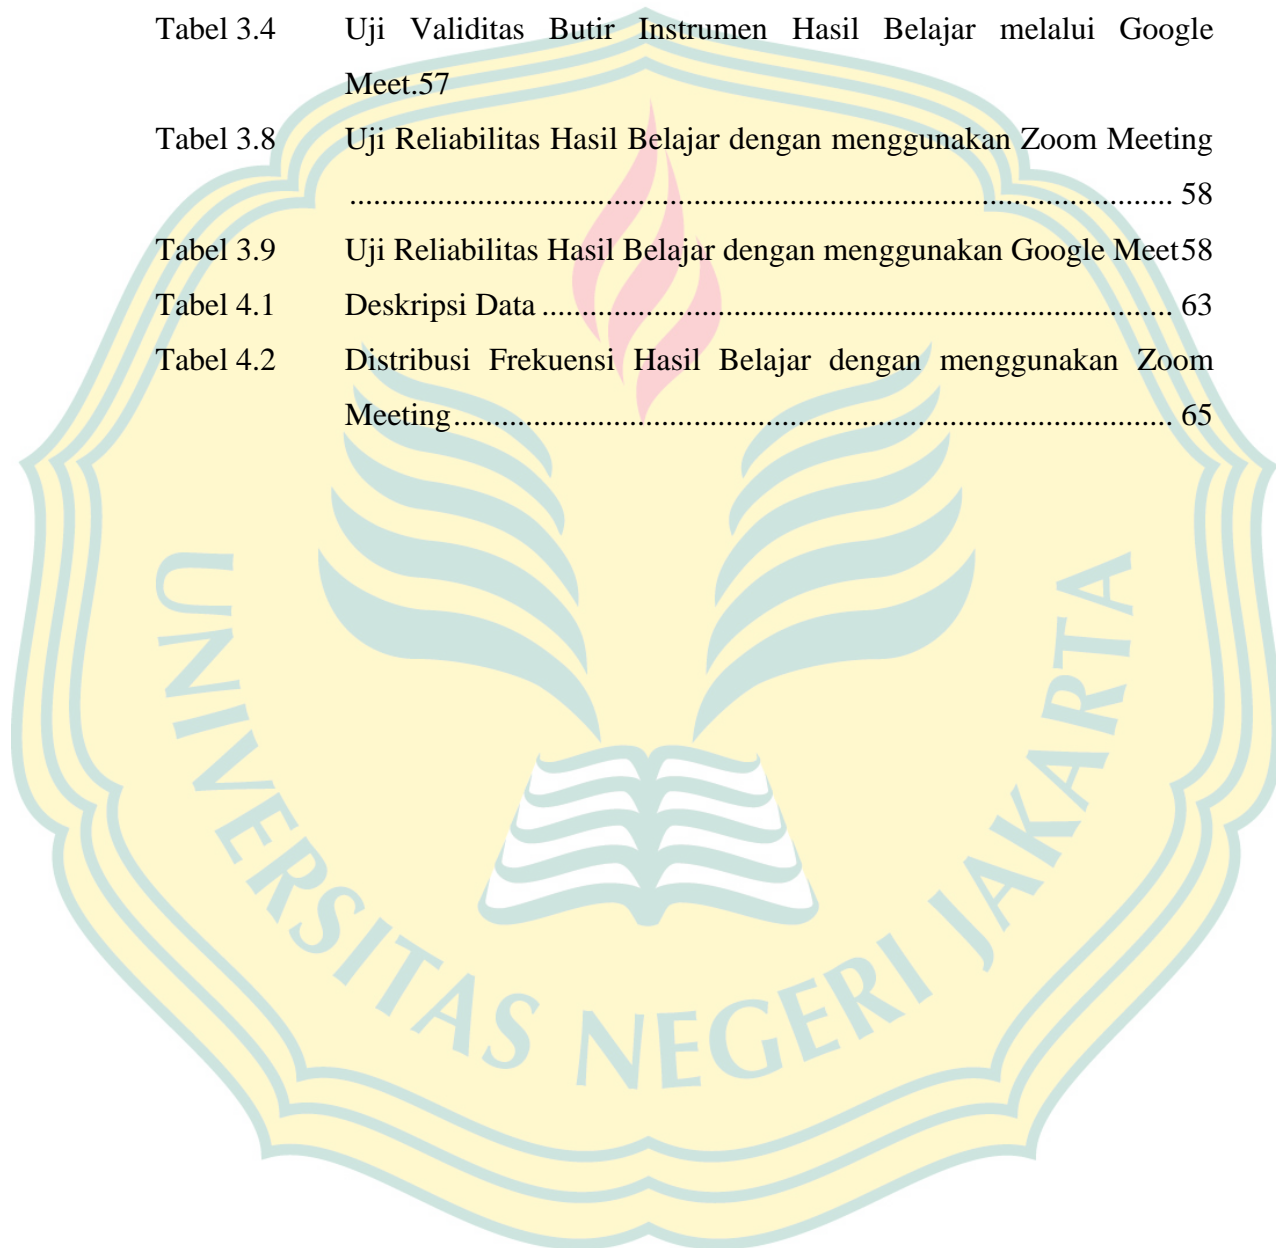 Tabel 3.4 Uji Validitas Butir Instrumen Hasil Belajar melalui Google
Meet.57
Tabel 3.8 Uji Reliabilitas Hasil Belajar dengan menggunakan Zoom Meeting
....................................................................................................... 58
Tabel 3.9 Uji Reliabilitas Hasil Belajar dengan menggunakan Google Meet58
Tabel 4.1 Deskripsi Data ............................................................................... 63
Tabel 4.2 Distribusi Frekuensi Hasil Belajar dengan menggunakan Zoom
Meeting.......................................................................................... 65
UNIVERSITAS NEGERI JAKARTA